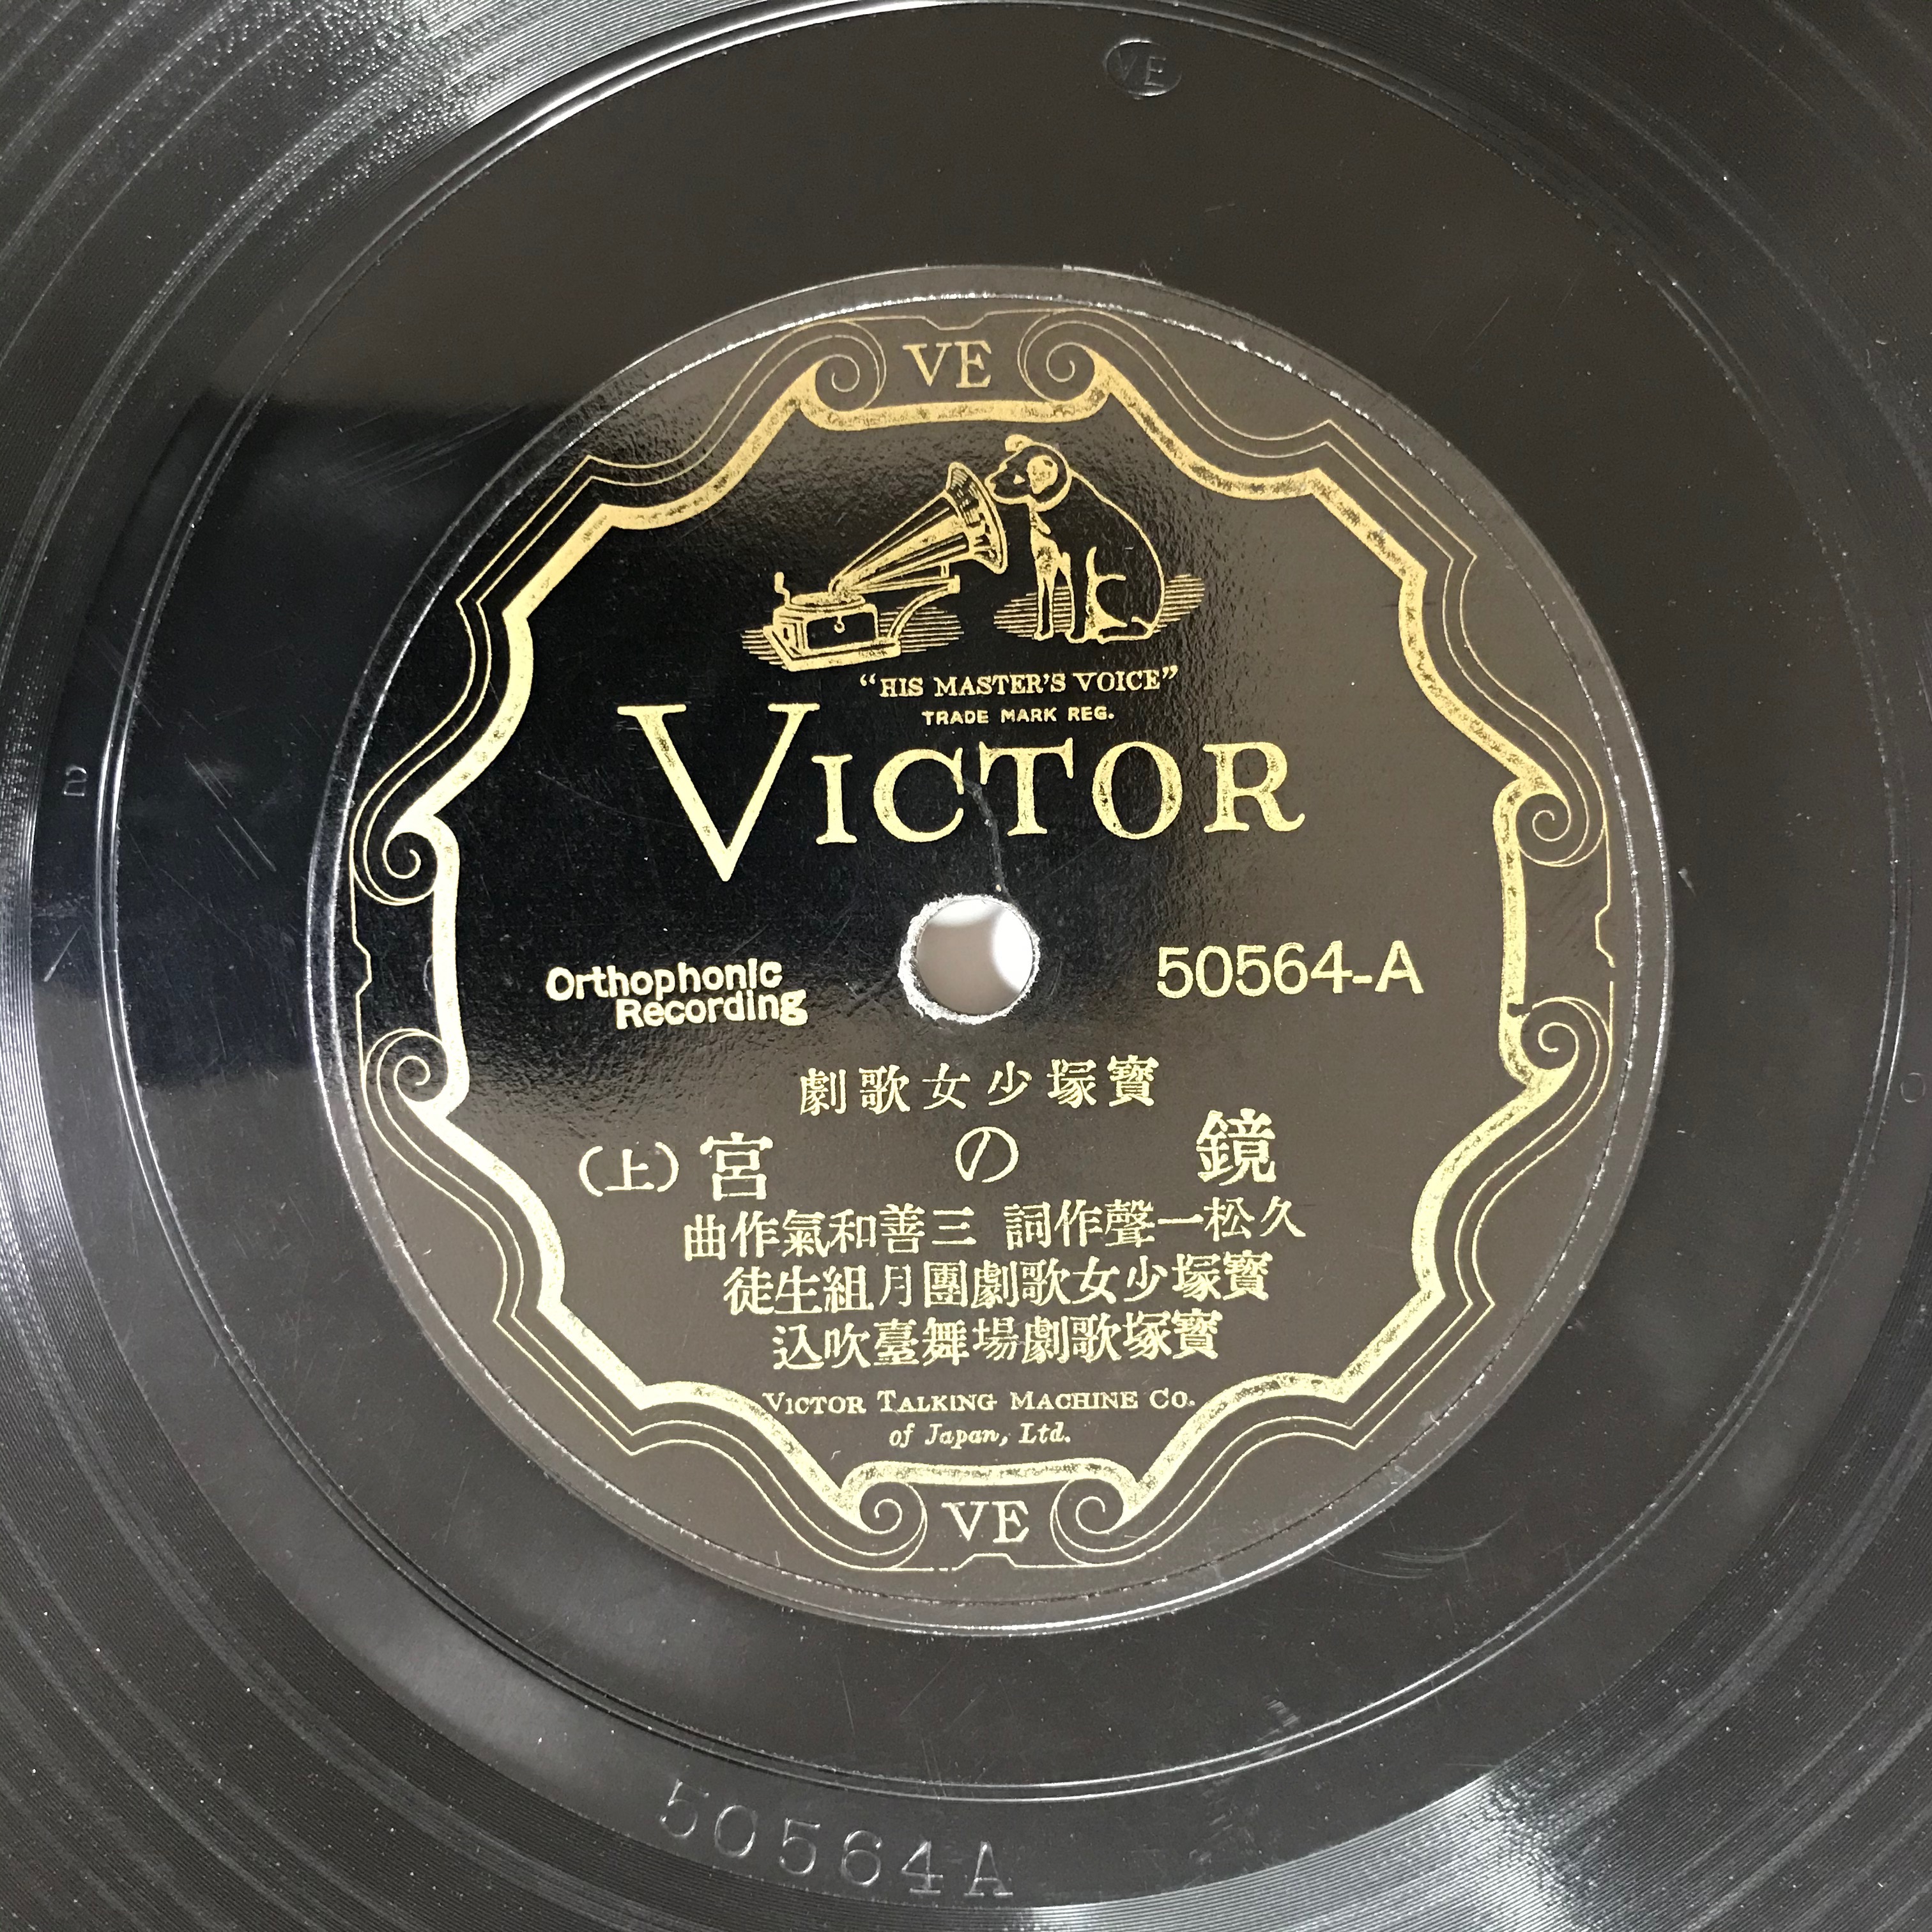 VE
VE
"HIS MASTER'S VOICE"
TRADE MARK REG.
VICTOR
2
Orthophonic
Recording
50564-A
寶塚少女歌劇
鏡の宮(上)
久松一聲作詞 三善和氣作曲
寶塚少女歌劇團月組生徒
寶塚歌劇場舞臺吹込
VICTOR TALKING MACHINE CO.
of Japan, Ltd.
VE
50564A